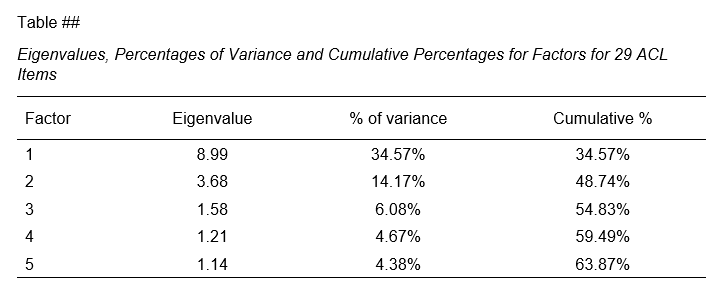 Table ##
Eigenvalues, Percentages of Variance and Cumulative Percentages for Factors for 29 ACL
Items
Factor Eigenvalue % of variance Cumulative %
1 8.99 34.57% 34.57%
2 3.68 14.17% 48.74%
3 1.58 6.08% 54.83%
4 1.21 4.67% 59.49%
5 1.14 4.38% 63.87%